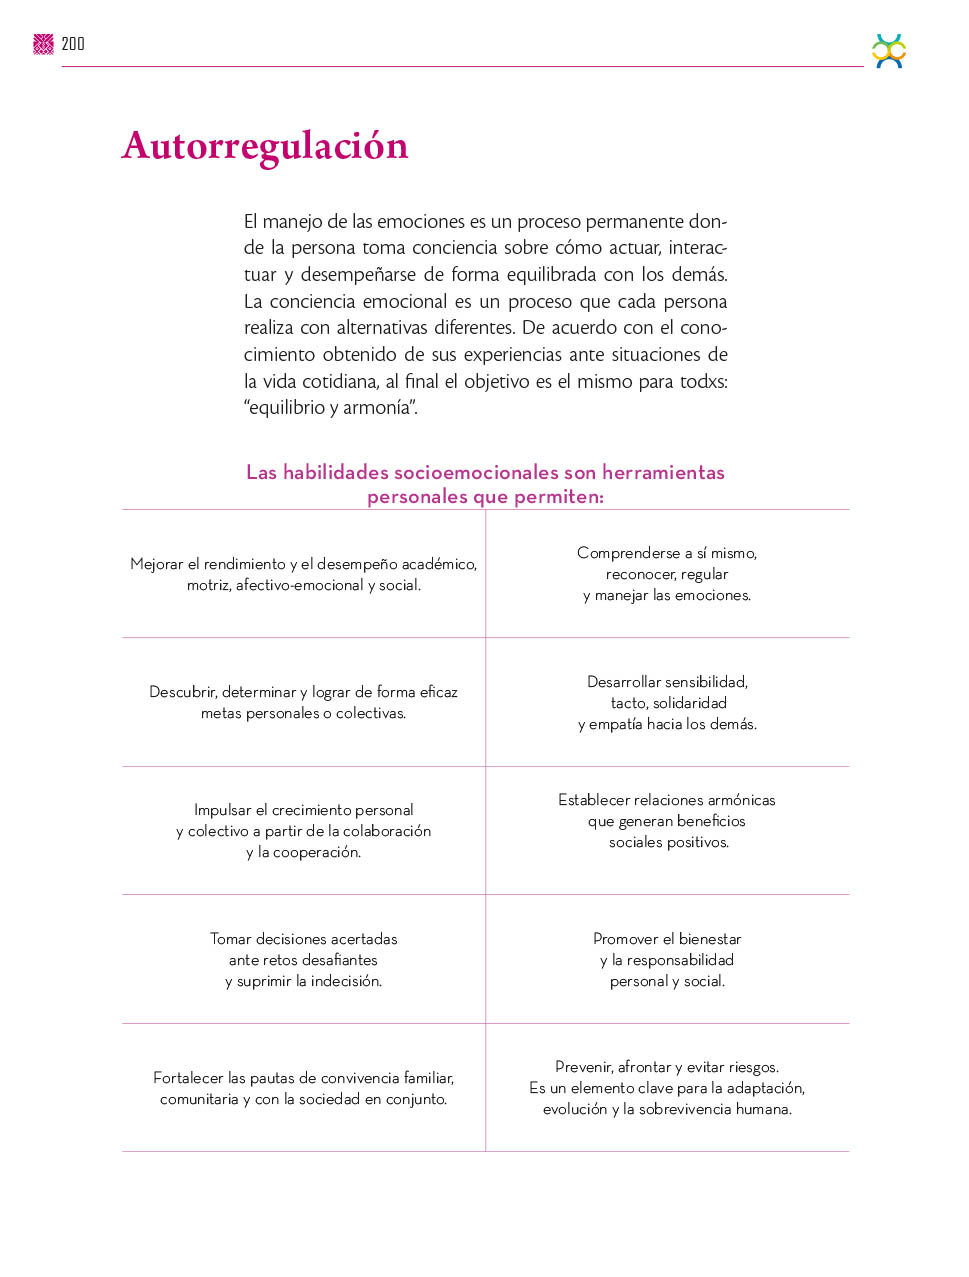 200
Autorregulación
El manejo de las emociones es un proceso permanente don-
de la persona toma conciencia sobre cómo actuar, interac-
tuar y desempeñarse de forma equilibrada con los demás.
La conciencia emocional es un proceso que cada persona
realiza con alternativas diferentes. De acuerdo con el cono-
cimiento obtenido de sus experiencias ante situaciones de
la vida cotidiana, al final el objetivo es el mismo para todxs:
“equilibrio y armonía”.
Las habilidades socioemocionales son herramientas
personales que permiten:
Mejorar el rendimiento y el desempeño académico,
motriz, afectivo-emocional y social.
Comprenderse a sí mismo,
reconocer, regular
y manejar las emociones.
Descubrir, determinar y lograr de forma eficaz
metas personales o colectivas.
Desarrollar sensibilidad,
tacto, solidaridad
y empatía hacia los demás.
Impulsar el crecimiento personal
y colectivo a partir de la colaboración
y la cooperación.
Establecer relaciones armónicas
que generan beneficios
sociales positivos.
Tomar decisiones acertadas
ante retos desafiantes
y suprimir la indecisión.
Promover el bienestar
y la responsabilidad
personal y social.
Fortalecer las pautas de convivencia familiar,
comunitaria y con la sociedad en conjunto.
Prevenir, afrontar y evitar riesgos.
Es un elemento clave para la adaptación,
evolución y la sobrevivencia humana.